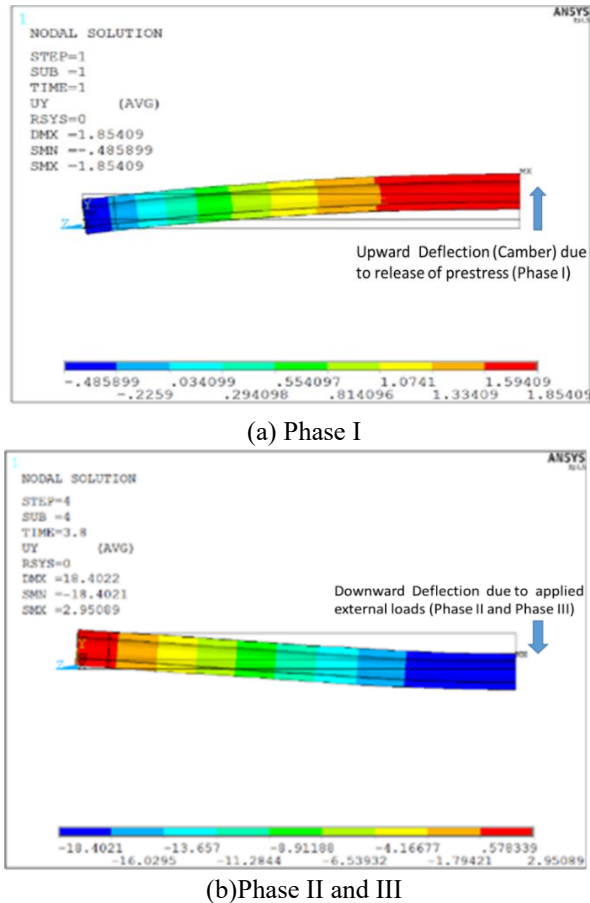 1
ANSYS
NODAL SOLUTION
STEP=1
SUB =1
TIME=1
UY (AVG)
RSYS=0
DMX =1.85409
SMN =-.485899
SMX =1.85409
MX
Y
Z
Upward Deflection (Camber) due
to release of prestress (Phase I)
-.485899 .034099 .554097 1.0741 1.59409
-.2259 .294098 .814096 1.33409 1.85409
(a) Phase I
1
ANSYS
NODAL SOLUTION
STEP=4
SUB =4
TIME=3.8
UY (AVG)
RSYS=0
DMX =18.4022
SMN =-18.4021
SMX =2.95089
Downward Deflection due to applied
external loads (Phase II and Phase III)
Y
Z
-18.4021 -13.657 -8.91188 -4.16677 .578339
-16.0295 -11.2844 -6.53932 -1.79421 2.95089
(b)Phase II and III